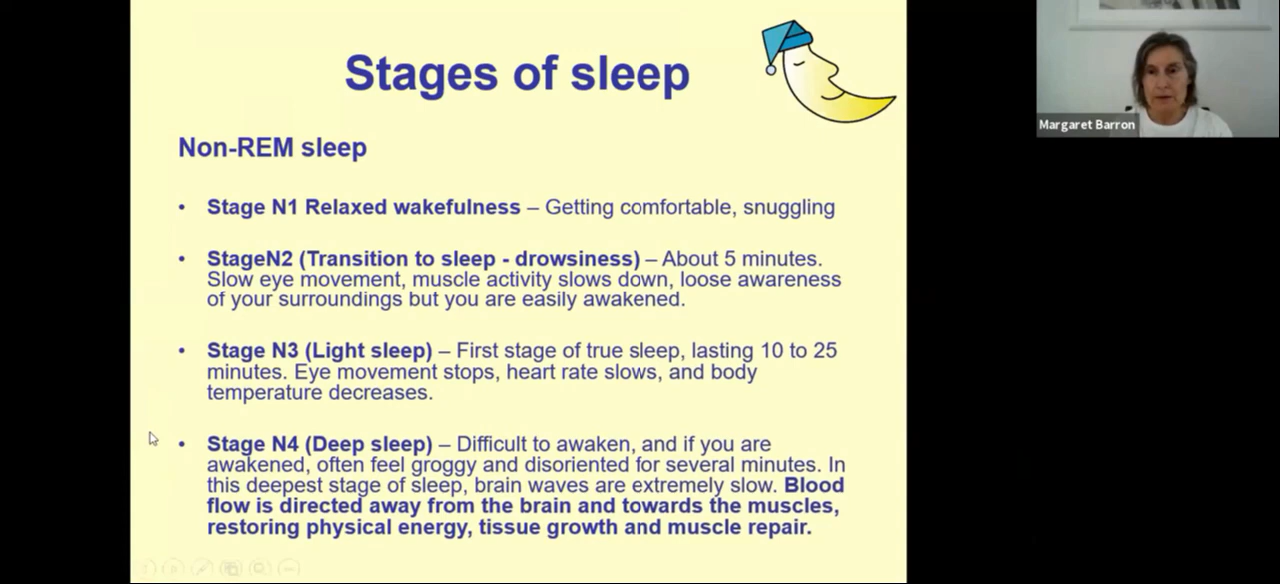 Stages of sleep
Margaret Barron
Non-REM sleep
• Stage N1 Relaxed wakefulness – Getting comfortable, snuggling
• StageN2 (Transition to sleep - drowsiness) – About 5 minutes.
Slow eye movement, muscle activity slows down, loose awareness
of your surroundings but you are easily awakened.
• Stage N3 (Light sleep) – First stage of true sleep, lasting 10 to 25
minutes. Eye movement stops, heart rate slows, and body
temperature decreases.
• Stage N4 (Deep sleep) – Difficult to awaken, and if you are
awakened, often feel groggy and disoriented for several minutes. In
this deepest stage of sleep, brain waves are extremely slow. Blood
flow is directed away from the brain and towards the muscles,
restoring physical energy, tissue growth and muscle repair.